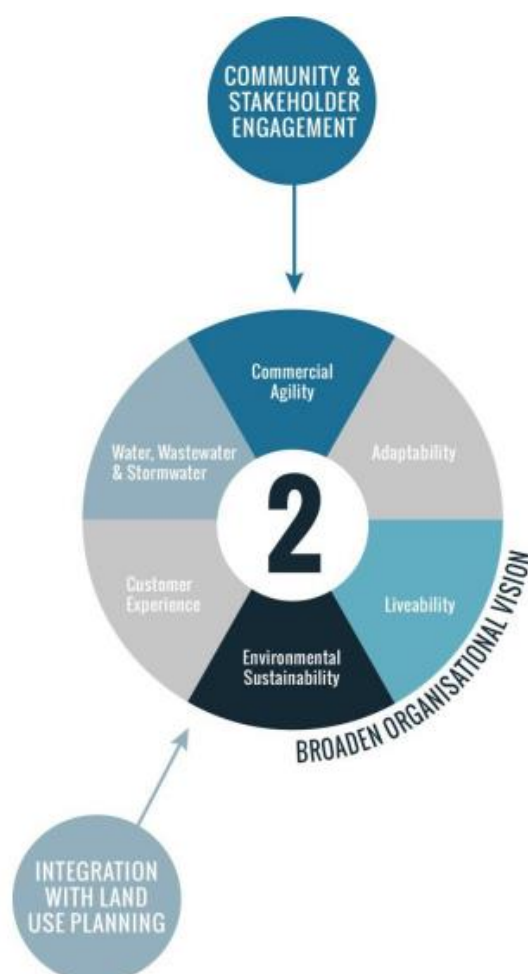 COMMUNITY &
STAKEHOLDER
ENGAGEMENT
Commercial
Agility
Water, Wastewater
& Stormwater
Adaptability
2
Customer
Experience
Liveability
Environmental
Sustainability
BROADEN ORGANISATIONAL VISION
INTEGRATION
WITH LAND
USE PLANNING